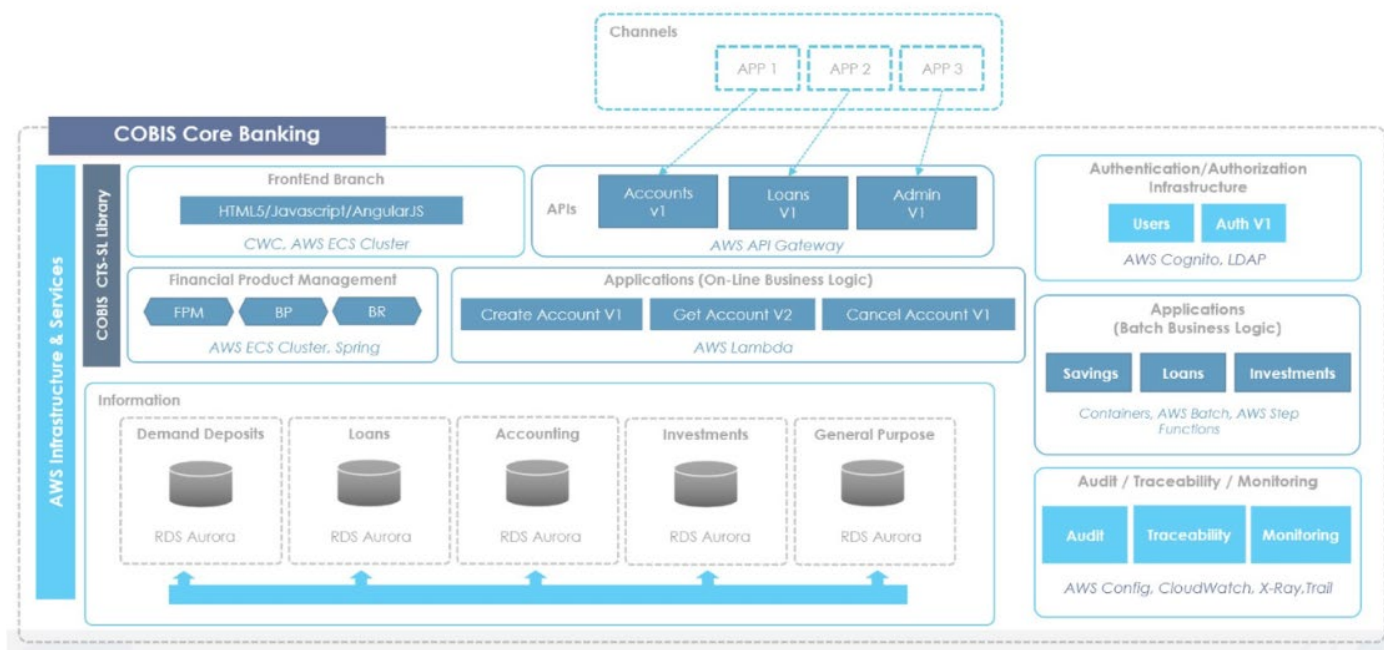 Channels
APP 1
APP 2
APP 3
COBIS Core Banking
AWS Infrastructure & Services
COBIS CTS-SL Library
FrontEnd Branch
HTML5/Javascript/AngularJS
CWC, AWS ECS Cluster
APIs
Accounts
V1
Loans
V1
Admin
V1
AWS API Gateway
Authentication/Authorization
Infrastructure
Users
Auth V1
AWS Cognito, LDAP
Financial Product Management
FPM
BP
BR
AWS ECS Cluster, Spring
Applications (On-Line Business Logic)
Create Account V1
Get Account V2
Cancel Account V1
AWS Lambda
Applications
(Batch Business Logic)
Savings
Loans
Investments
Containers, AWS Batch, AWS Step
Functions
Information
Demand Deposits
RDS Aurora
Loans
RDS Aurora
Accounting
RDS Aurora
Investments
RDS Aurora
General Purpose
RDS Aurora
Audit / Traceability / Monitoring
Audit
Traceability
Monitoring
AWS Config, CloudWatch, X-Ray,Trail